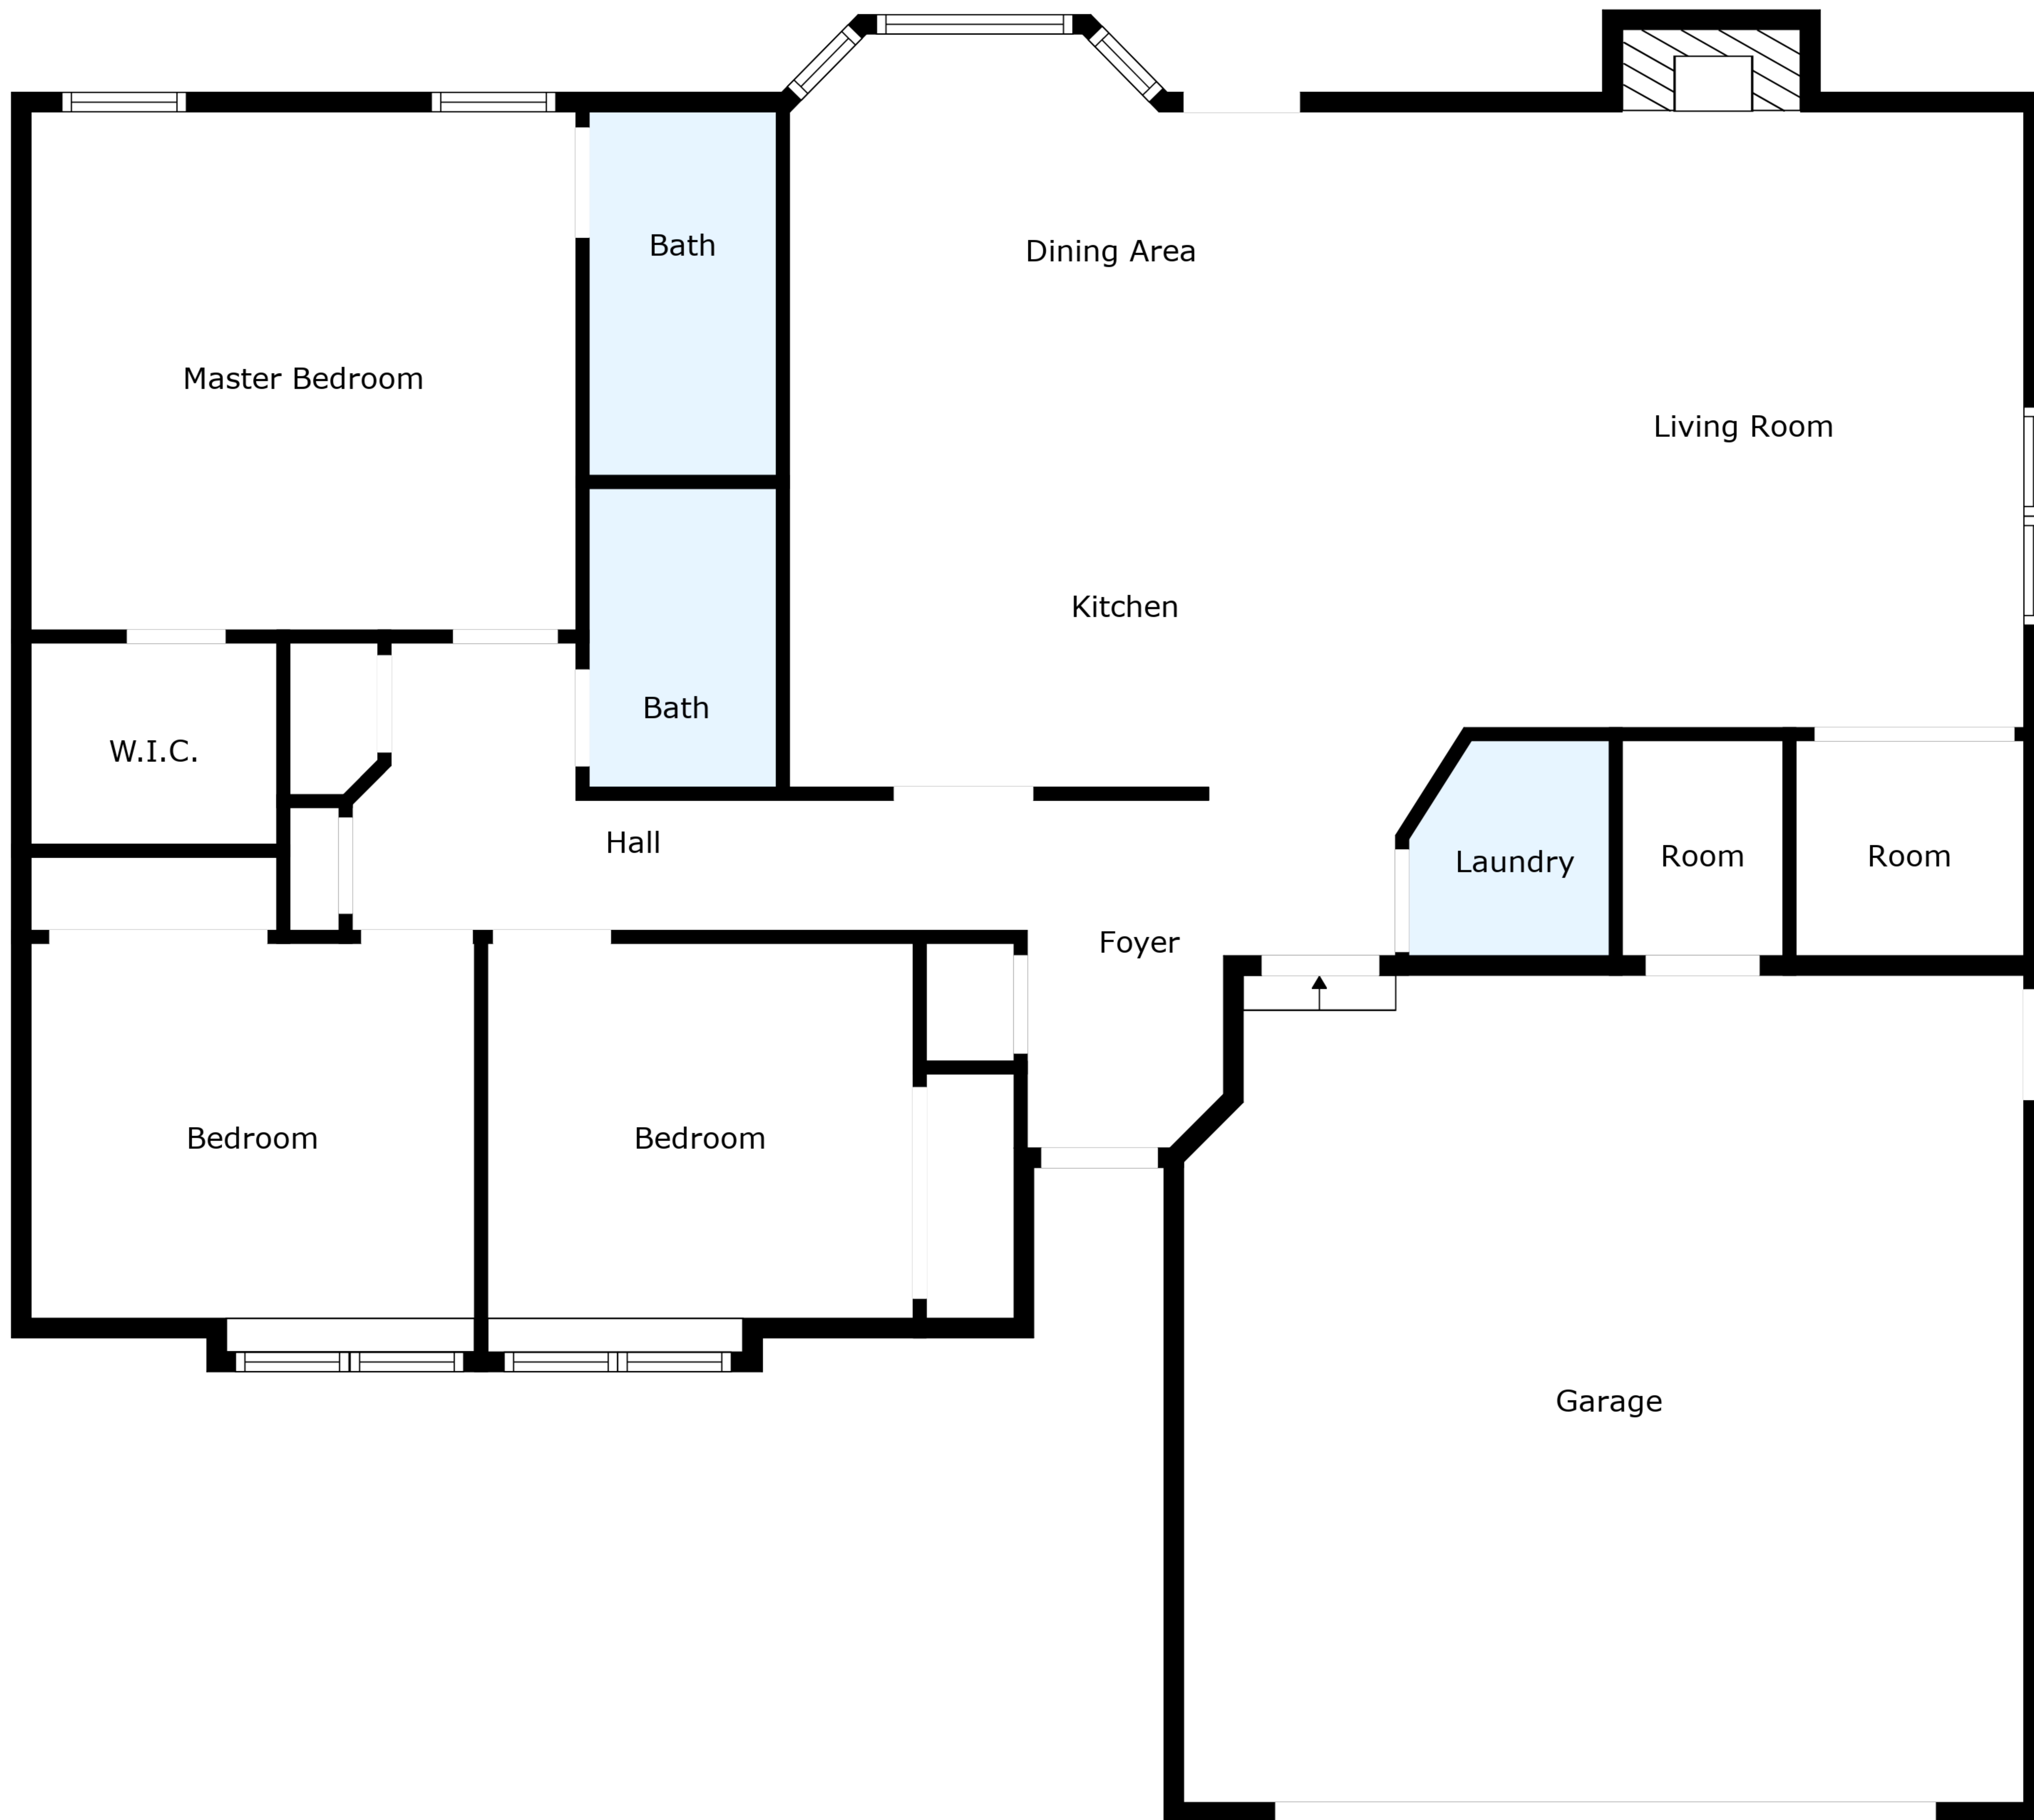 Bath
Dining Area
Master Bedroom
Living Room
Kitchen
Bath
W.I.C.
Hall
Laundry
Room
Room
Foyer
Bedroom
Bedroom
Garage